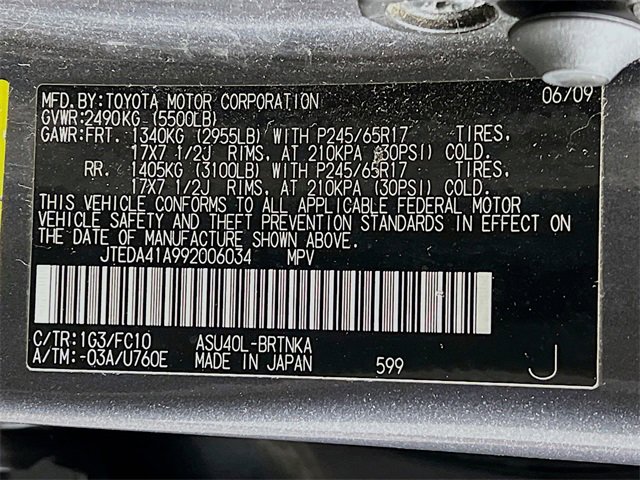 MFD.BY:TOYOTA MOTOR CORPORATION 06/09
GVWR:2490KG (5500LB)
GAWR:FRT. 1340KG (2955LB) WITH P245/65R17 TIRES,
17X7 1/2J RIMS, AT 210KPA (30PSI) COLD.
RR. 1405KG (3100LB) WITH P245/65R17 TIRES,
17X7 1/2J RIMS, AT 210KPA (30PSI) COLD.
THIS VEHICLE CONFORMS TO ALL APPLICABLE FEDERAL MOTOR
VEHICLE SAFETY AND THEFT PREVENTION STANDARDS IN EFFECT ON
THE DATE OF MANUFACTURE SHOWN ABOVE.
JTEDA41A992006034 MPV
C/TR:1G3/FC10 ASU40L-BRTNKA
A/TM:-03A/U760E MADE IN JAPAN 599 J